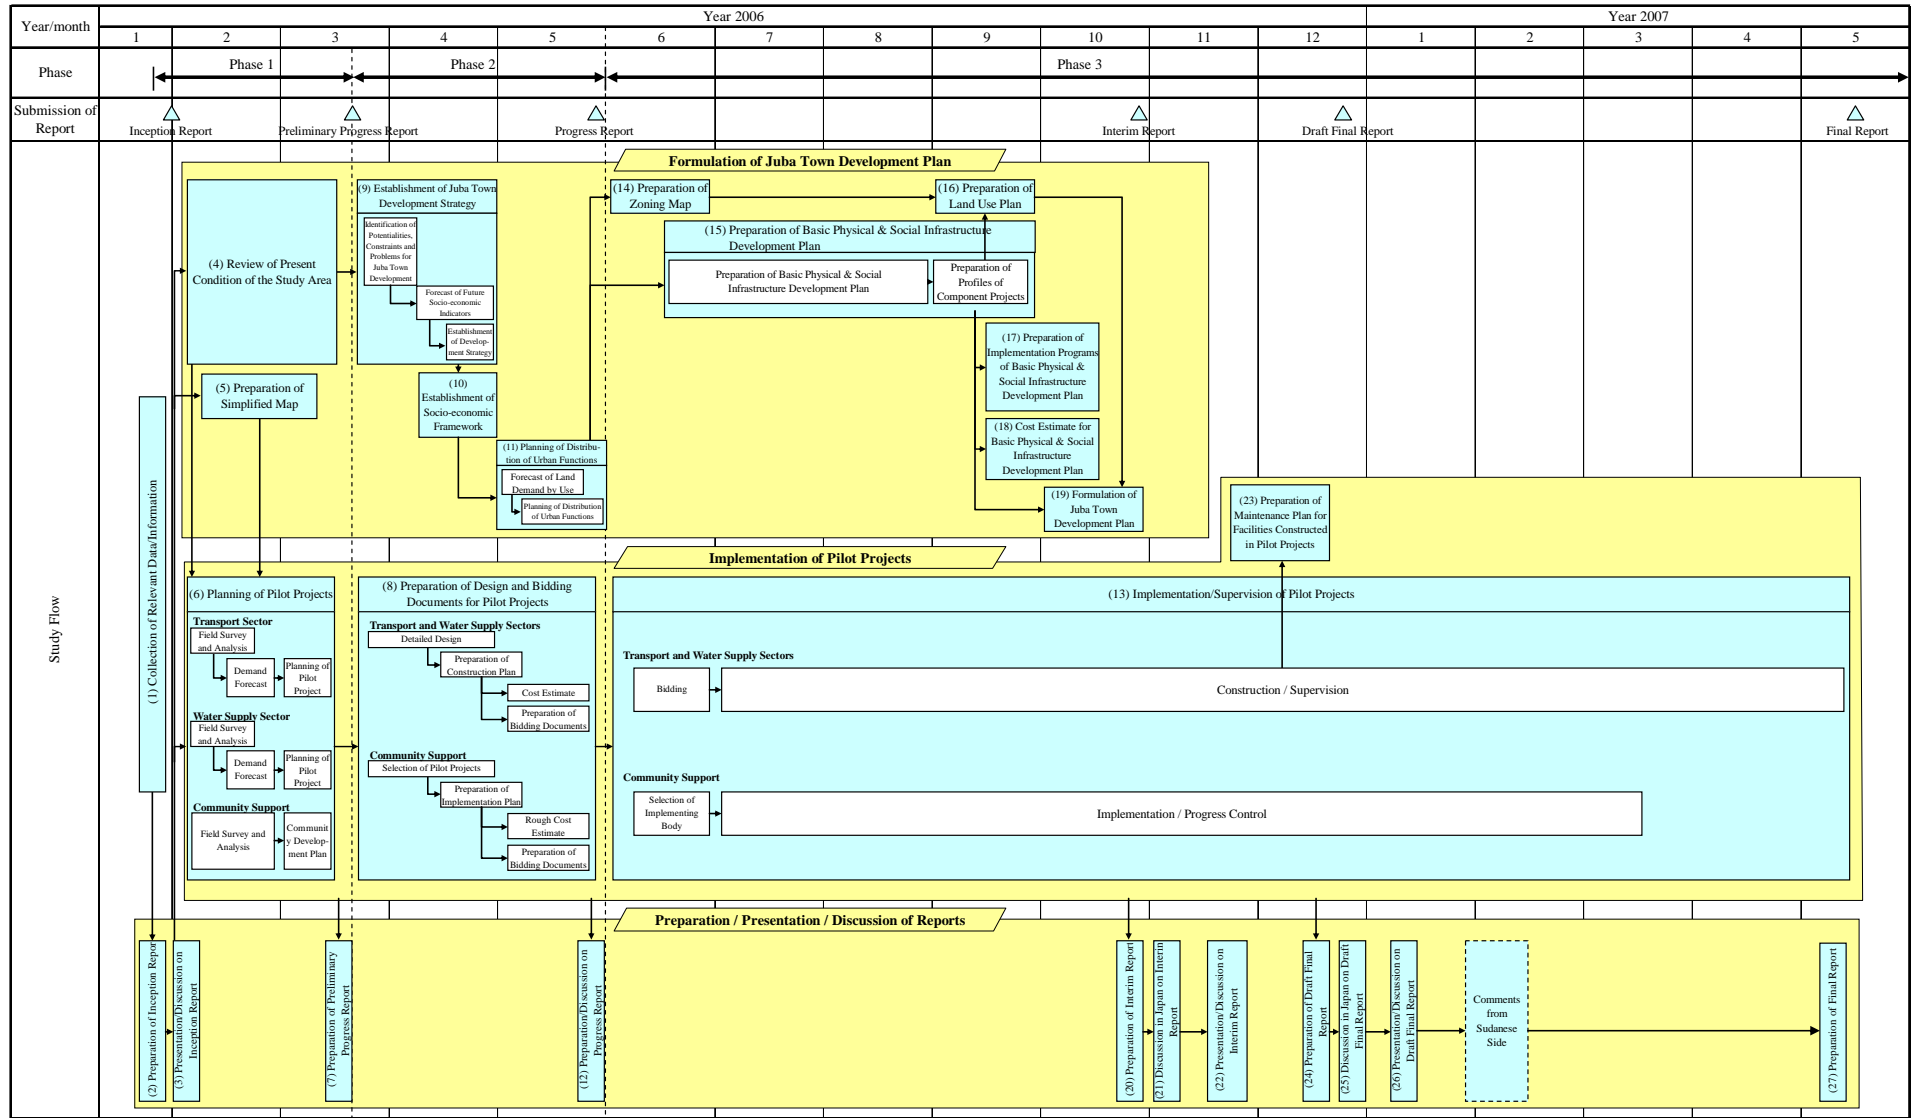 Year/month
Year 2006
Year 2007
1
2
3
4
5
6
7
8
9
10
11
12
1
2
3
4
5
Phase
Phase 1
Phase 2
Phase 3
Submission of
Report
Inception Report
Preliminary Progress Report
Progress Report
Interim Report
Draft Final Report
Final Report
Study Flow
Formulation of Juba Town Development Plan
(1) Collection of Relevant Data/Information
(4) Review of Present
Condition of the Study Area
(5) Preparation of
Simplified Map
(9) Establishment of Juba Town
Development Strategy
Identification of
Potentialities,
Constraints and
Problems for
Juba Town
Development
Forecast of Future
Socio-economic
Indicators
Establishment
of Develop-
ment Strategy
(10)
Establishment of
Socio-economic
Framework
(11) Planning of Distribu-
tion of Urban Functions
Forecast of Land
Demand by Use
Planning of Distribution
of Urban Functions
(14) Preparation of
Zoning Map
(16) Preparation of
Land Use Plan
(15) Preparation of Basic Physical & Social Infrastructure
Development Plan
Preparation of Basic Physical & Social
Infrastructure Development Plan
Preparation of
Profiles of
Component Projects
(17) Preparation of
Implementation Programs
of Basic Physical &
Social Infrastructure
Development Plan
(18) Cost Estimate for
Basic Physical & Social
Infrastructure
Development Plan
(19) Formulation of
Juba Town
Development Plan
(23) Preparation of
Maintenance Plan for
Facilities Constructed
in Pilot Projects
Implementation of Pilot Projects
(6) Planning of Pilot Projects
Transport Sector
Field Survey
and Analysis
Demand
Forecast
Planning of
Pilot
Project
Water Supply Sector
Field Survey
and Analysis
Demand
Forecast
Planning of
Pilot
Project
Community Support
Field Survey and
Analysis
Communit
y Develop-
ment Plan
(8) Preparation of Design and Bidding
Documents for Pilot Projects
Transport and Water Supply Sectors
Detailed Design
Preparation of
Construction Plan
Cost Estimate
Preparation of
Bidding Documents
Community Support
Selection of Pilot Projects
Preparation of
Implementation Plan
Rough Cost
Estimate
Preparation of
Bidding Documents
(13) Implementation/Supervision of Pilot Projects
Transport and Water Supply Sectors
Bidding
Construction / Supervision
Community Support
Selection of
Implementing
Body
Implementation / Progress Control
Preparation / Presentation / Discussion of Reports
(2) Preparation of Inception Report
(3) Presentation/Discussion on
Inception Report
(7) Preparation of Preliminary
Progress Report
(12) Preparation/Discussion on
Progress Report
(20) Preparation of Interim Report
(21) Discussion in Japan on Interim
Report
(22) Presentation/Discussion on
Interim Report
(24) Preparation of Draft Final
Report
(25) Discussion in Japan on Draft
Final Report
(26) Presentation/Discussion on
Draft Final Report
Comments
from
Sudanese
Side
(27) Preparation of Final Report